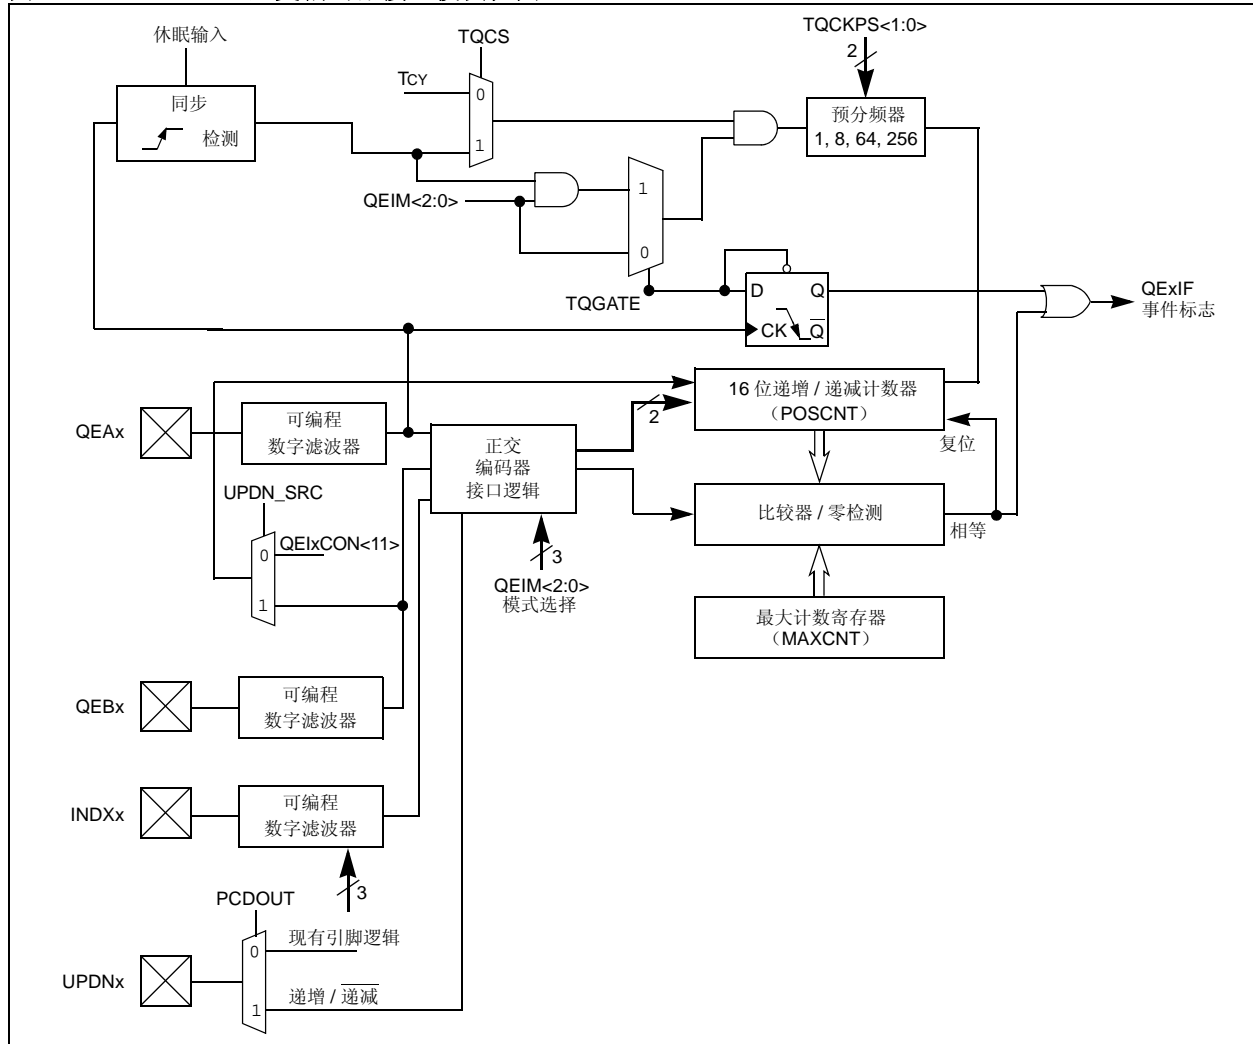 休眠输入
TQCS
TQCKPS<1:0>
2
TCY
0
同步
检测
1
预分频器
1, 8, 64, 256
QEIM<2:0>
1
0
TQGATE
D
Q
CK
Q
QExIF
事件标志
16 位递增 / 递减计数器
（POSCNT）
2
复位
QEAx
可编程
数字滤波器
正交
编码器
接口逻辑
UPDN_SRC
0
QEIxCON<11>
1
比较器 / 零检测
相等
3
QEIM<2:0>
模式选择
最大计数寄存器
（MAXCNT）
QEBx
可编程
数字滤波器
INDXx
可编程
数字滤波器
3
PCDOUT
0
现有引脚逻辑
UPDNx
1
递增 / 递减